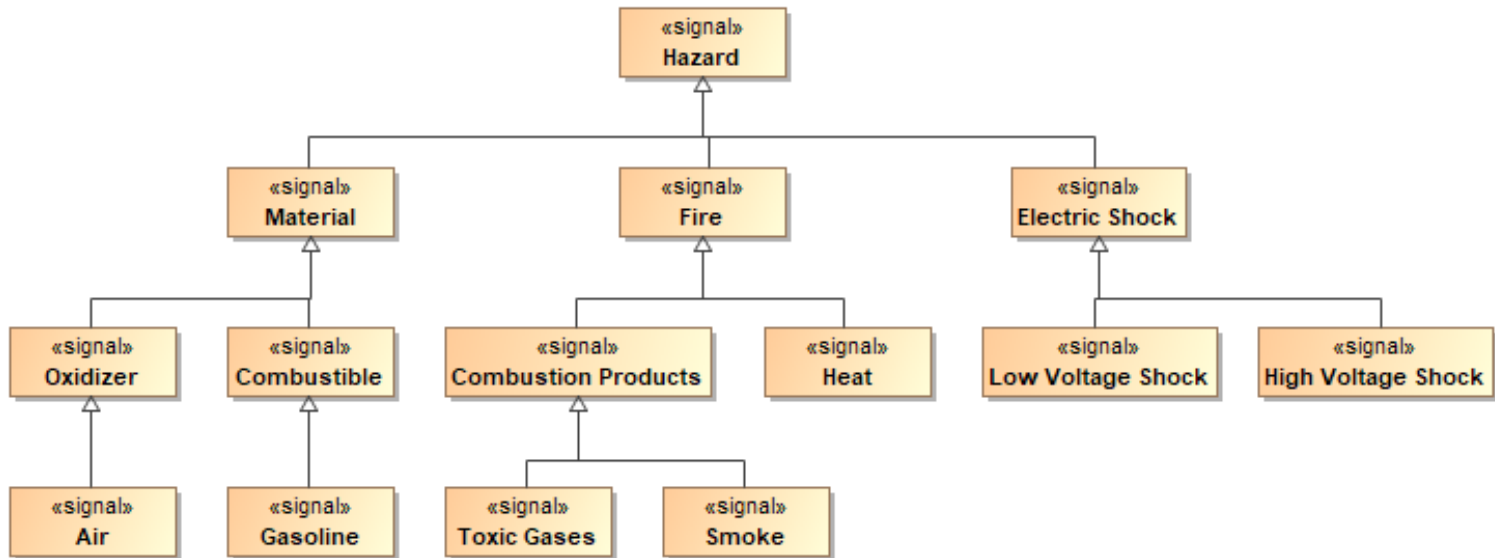 «signal»
Hazard
«signal»
Material
«signal»
Fire
«signal»
Electric Shock
«signal»
Oxidizer
«signal»
Combustible
«signal»
Combustion Products
«signal»
Heat
«signal»
Low Voltage Shock
«signal»
High Voltage Shock
«signal»
Air
«signal»
Gasoline
«signal»
Toxic Gases
«signal»
Smoke